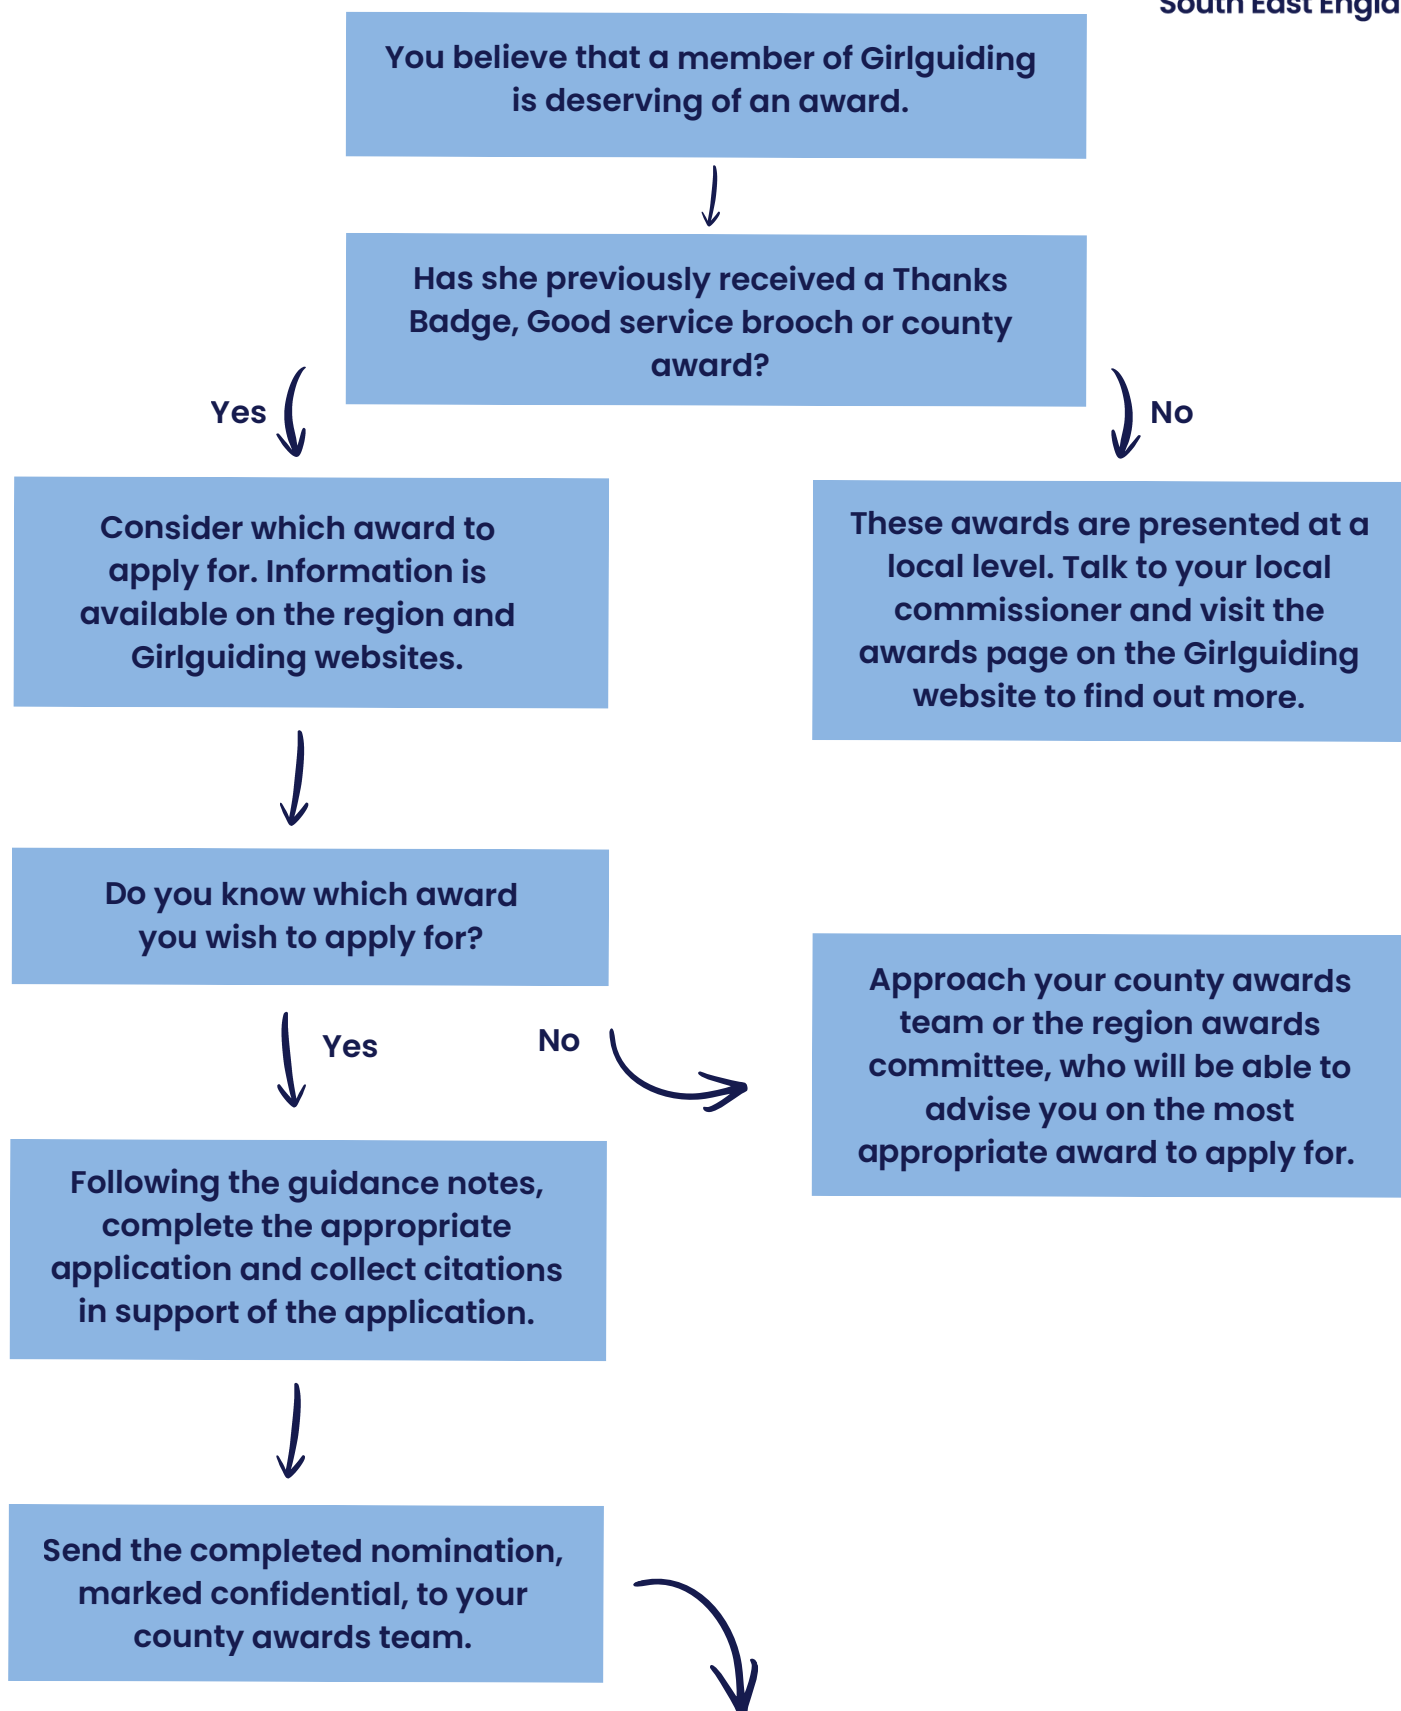 South East Engla
You believe that a member of Girlguiding
is deserving of an award.
Has she previously received a Thanks
Badge, Good service brooch or county
award?
Yes
No
Consider which award to
apply for. Information is
available on the region and
Girlguiding websites.
These awards are presented at a
local level. Talk to your local
commissioner and visit the
awards page on the Girlguiding
website to find out more.
Do you know which award
you wish to apply for?
Yes
No
Approach your county awards
team or the region awards
committee, who will be able to
advise you on the most
appropriate award to apply for.
Following the guidance notes,
complete the appropriate
application and collect citations
in support of the application.
Send the completed nomination,
marked confidential, to your
county awards team.